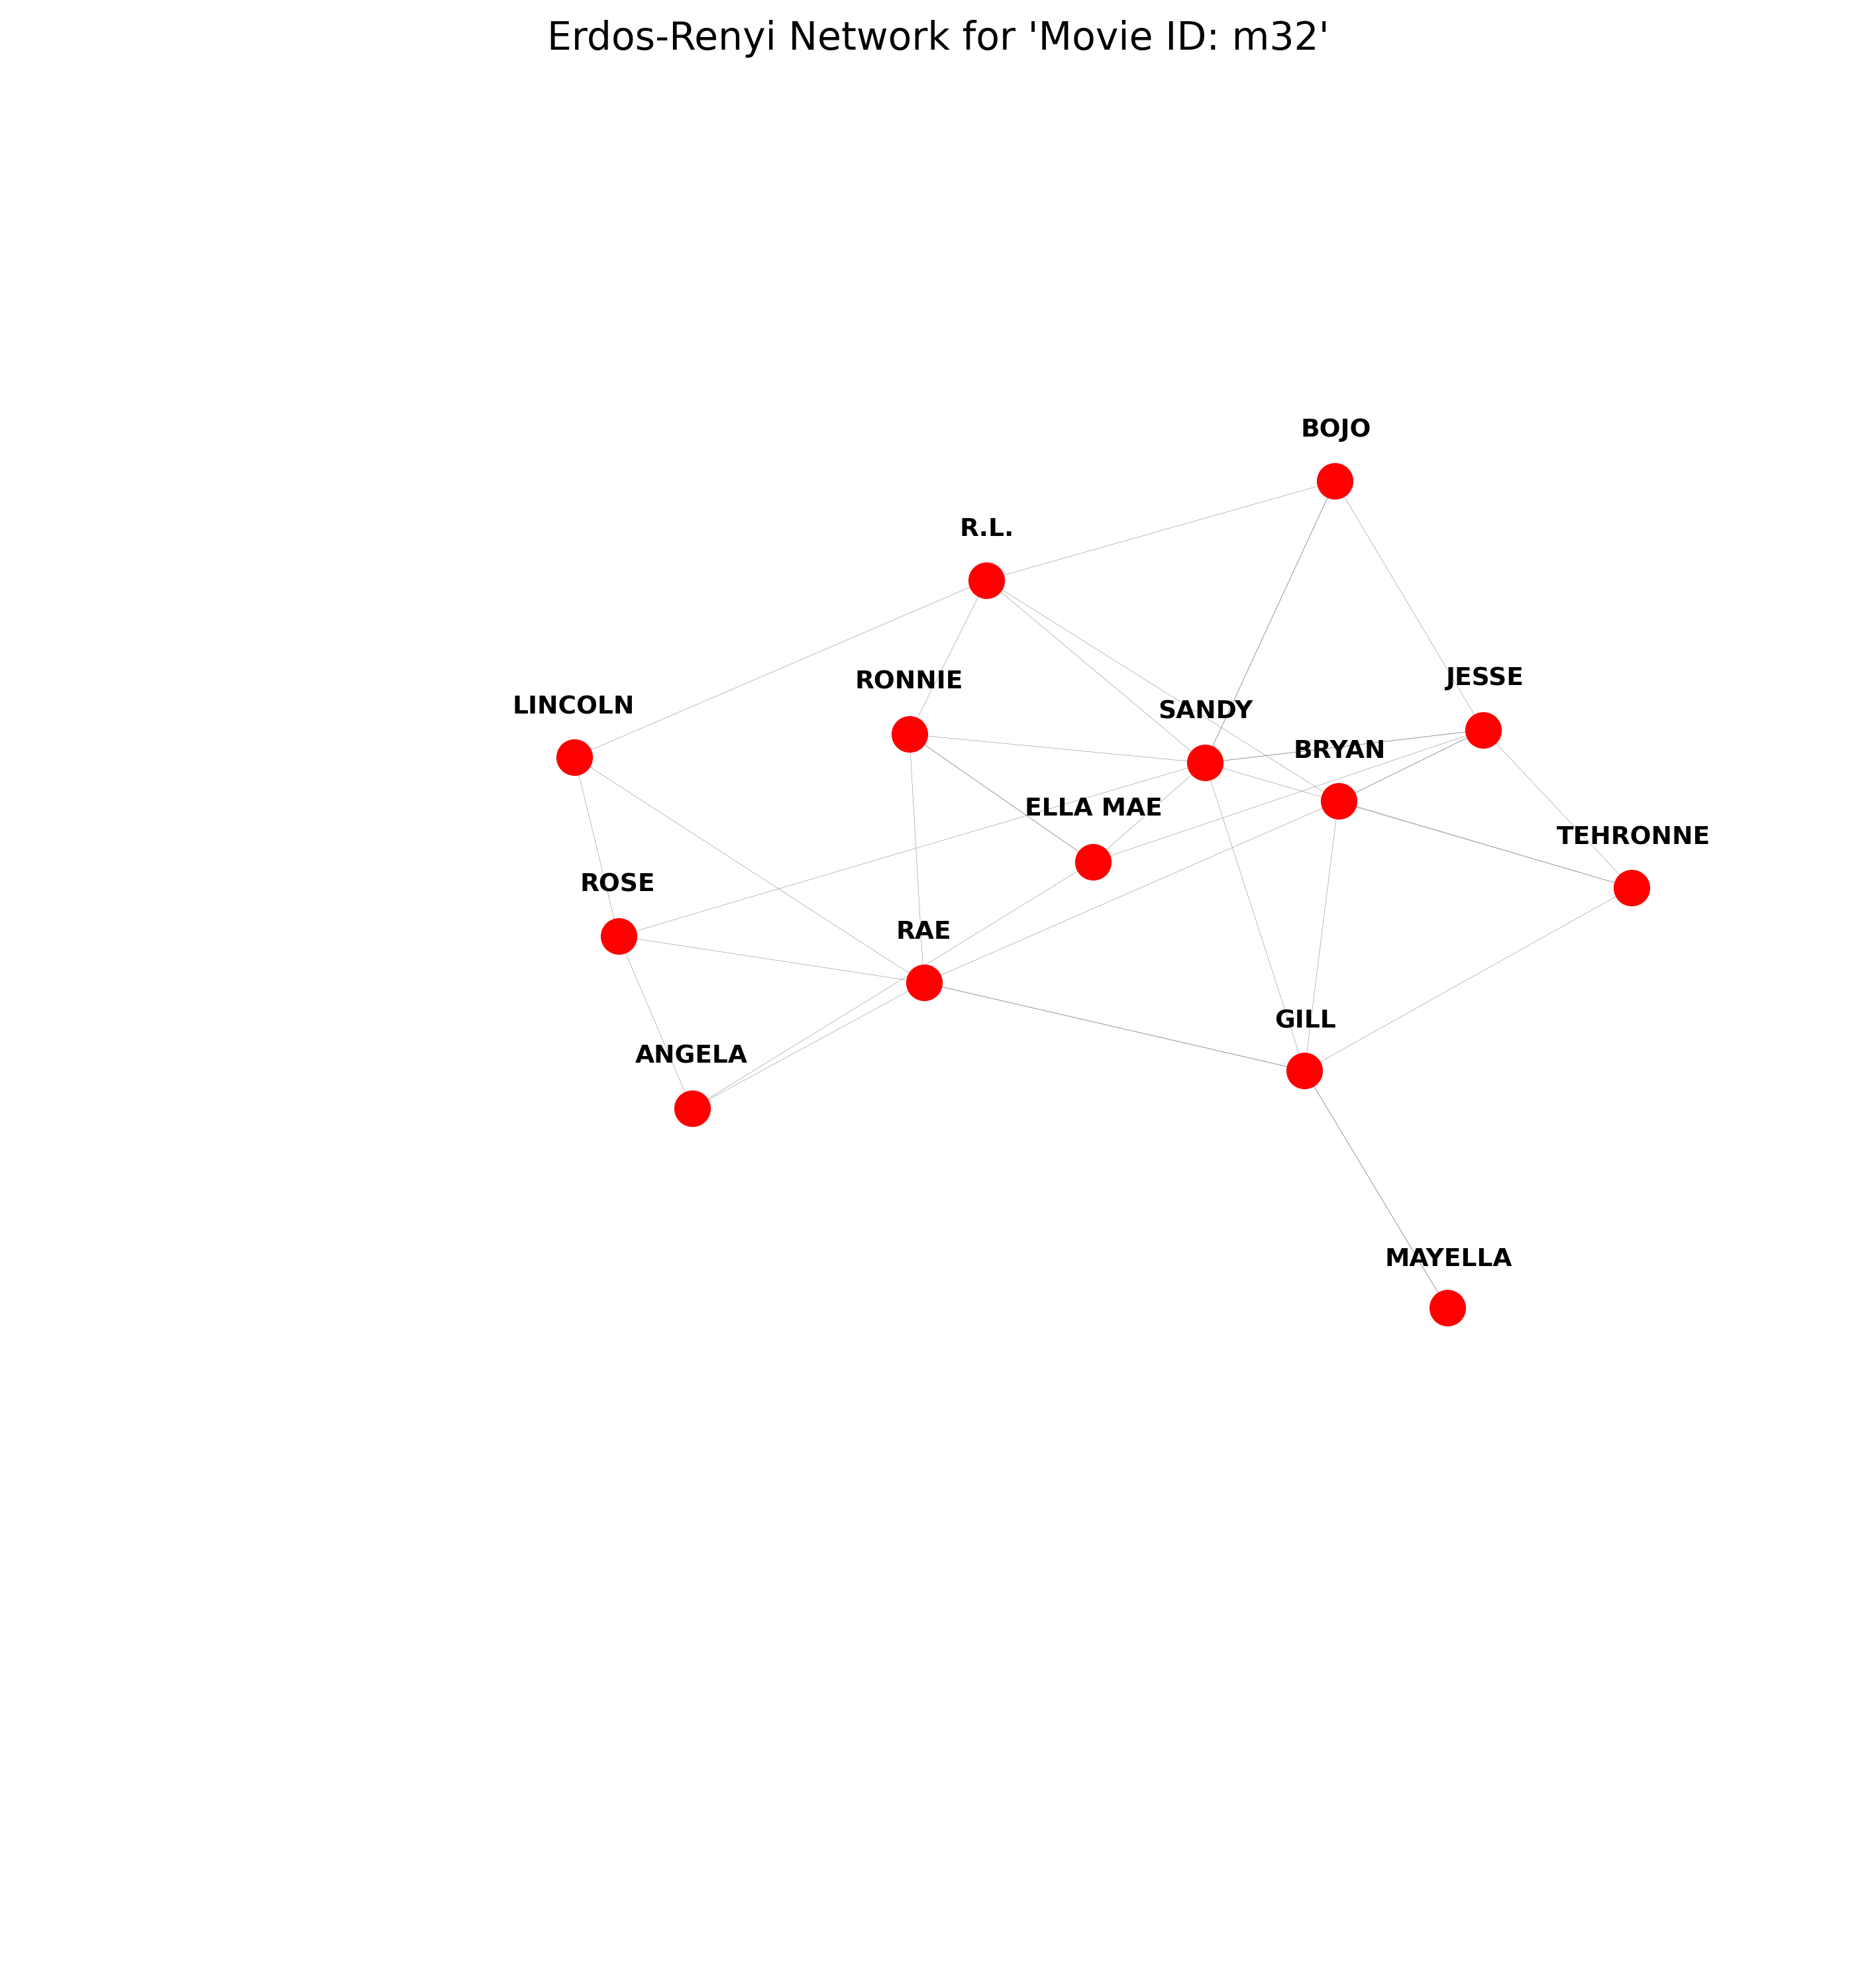 Erdos-Renyi Network for 'Movie ID: m32'
BOJO
R.L.
JESSE
RONNIE
LINCOLN
SANDY
BRYAN
ELLA MAE
TEHRONNE
ROSE
RAE
GILL
ANGELA
MAYELLA